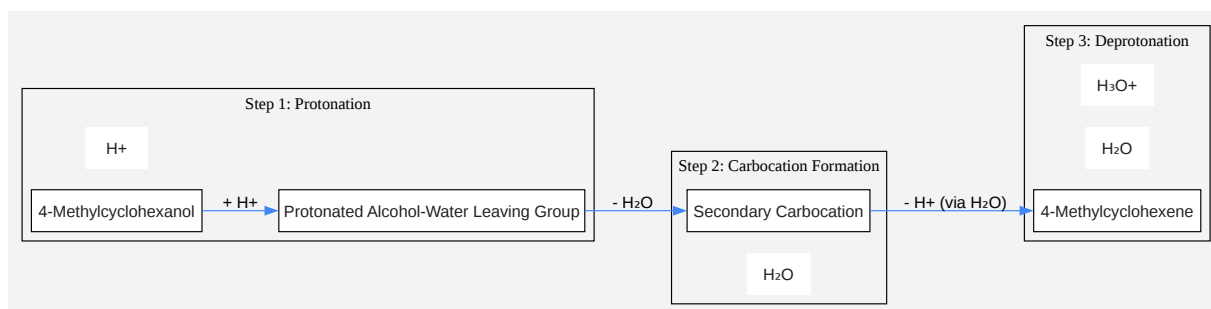 Step 1: Protonation
H+
4-Methylcyclohexanol
+ H+
Protonated Alcohol-Water Leaving Group
- H₂O
Step 2: Carbocation Formation
Secondary Carbocation
H₂O
- H+ (via H₂O)
Step 3: Deprotonation
H₃O+
H₂O
4-Methylcyclohexene